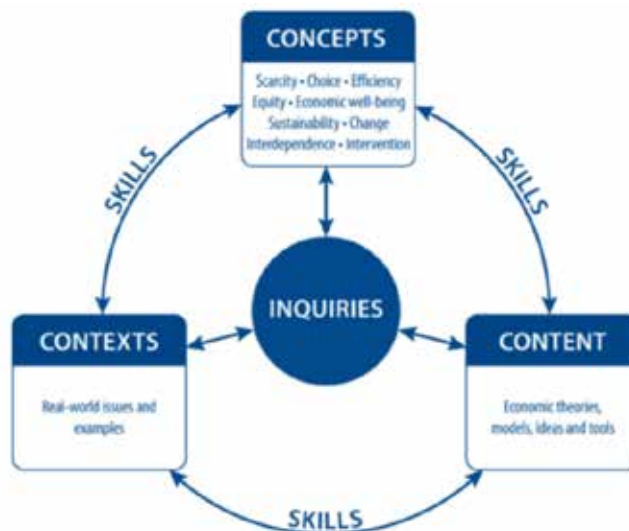 CONCEPTS
Scarcity • Choice • Efficiency
Equity • Economic well-being
Sustainability • Change
Interdependence • Intervention
SKILLS
SKILLS
INQUIRIES
CONTEXTS
Real-world issues and
examples
CONTENT
Economic theories,
models, ideas and tools
SKILLS